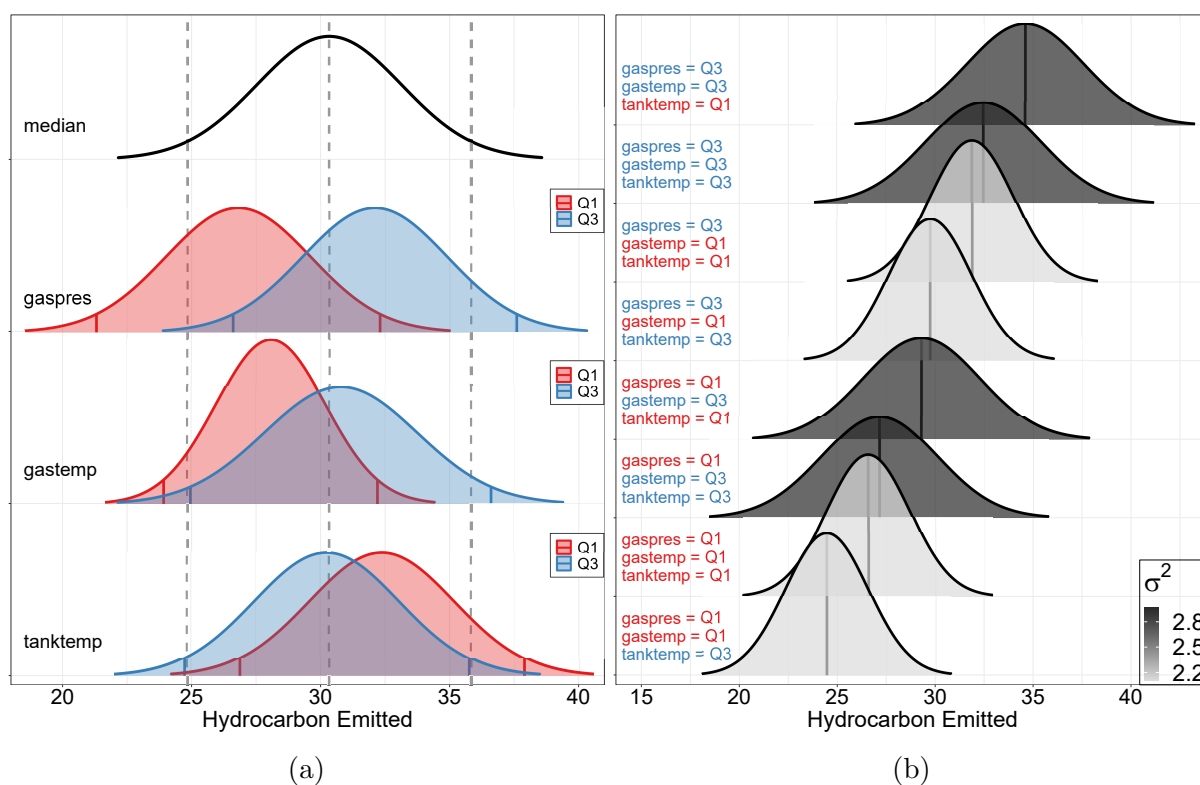 median
gaspres
gastemp
tanktemp
Q1
Q3
Q1
Q3
Q1
Q3
20
25
30
35
40
Hydrocarbon Emitted
(a)
gaspres = Q3
gastemp = Q3
tanktemp = Q1
gaspres = Q3
gastemp = Q3
tanktemp = Q3
gaspres = Q3
gastemp = Q1
tanktemp = Q1
gaspres = Q3
gastemp = Q1
tanktemp = Q3
gaspres = Q1
gastemp = Q3
tanktemp = Q1
gaspres = Q1
gastemp = Q3
tanktemp = Q3
gaspres = Q1
gastemp = Q1
tanktemp = Q1
gaspres = Q1
gastemp = Q1
tanktemp = Q3
σ²
2.8
2.5
2.2
15
20
25
30
35
40
Hydrocarbon Emitted
(b)